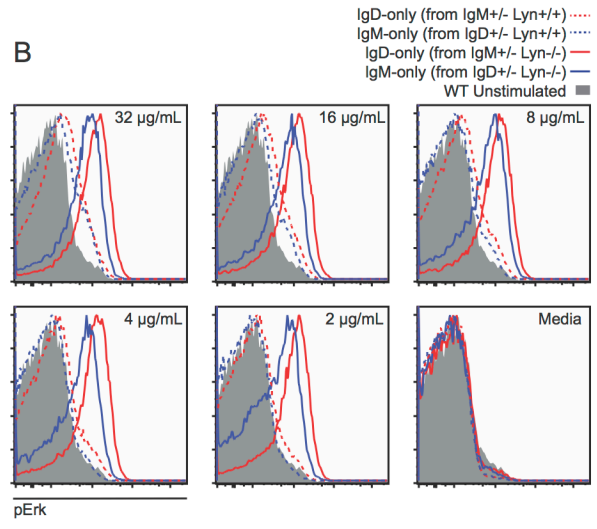 IgD-only (from IgM+/- Lyn+/+)
IgM-only (from IgD+/- Lyn+/+)
B
IgD-only (from IgM+/- Lyn-/-)
IgM-only (from IgD+/- Lyn-/-)
WT Unstimulated
32 µg/mL
16 µg/mL
8 µg/mL
4 µg/mL
2 µg/mL
Media
pErk